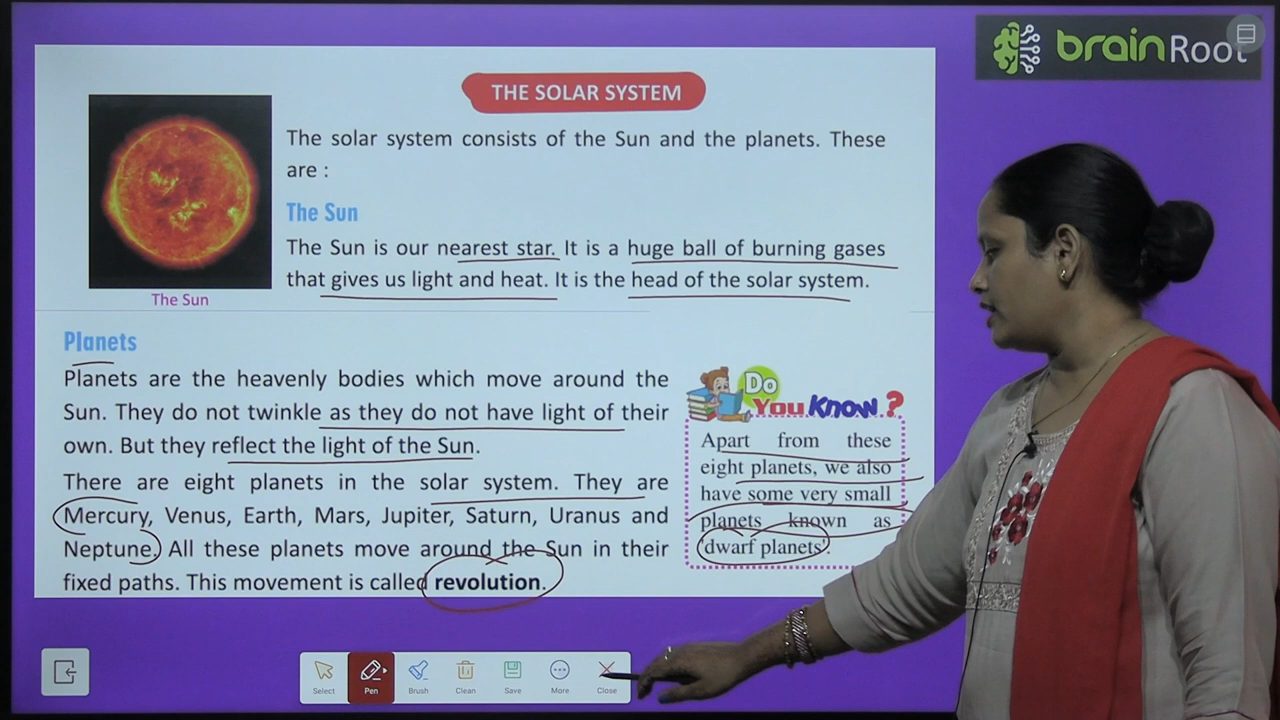 brainRoot
THE SOLAR SYSTEM
The solar system consists of the Sun and the planets. These
are :
The Sun
The Sun is our nearest star. It is a huge ball of burning gases
that gives us light and heat. It is the head of the solar system.
The Sun
Planets
Planets are the heavenly bodies which move around the
Sun. They do not twinkle as they do not have light of their
own. But they reflect the light of the Sun.
There are eight planets in the solar system. They are
Mercury, Venus, Earth, Mars, Jupiter, Saturn, Uranus and
Neptune. All these planets move around the Sun in their
fixed paths. This movement is called revolution.
Do
You Know ?
Apart from these
eight planets, we also
have some very small
planets known as
'dwarf planets'.
Select Pen Brush Clean Save More Close